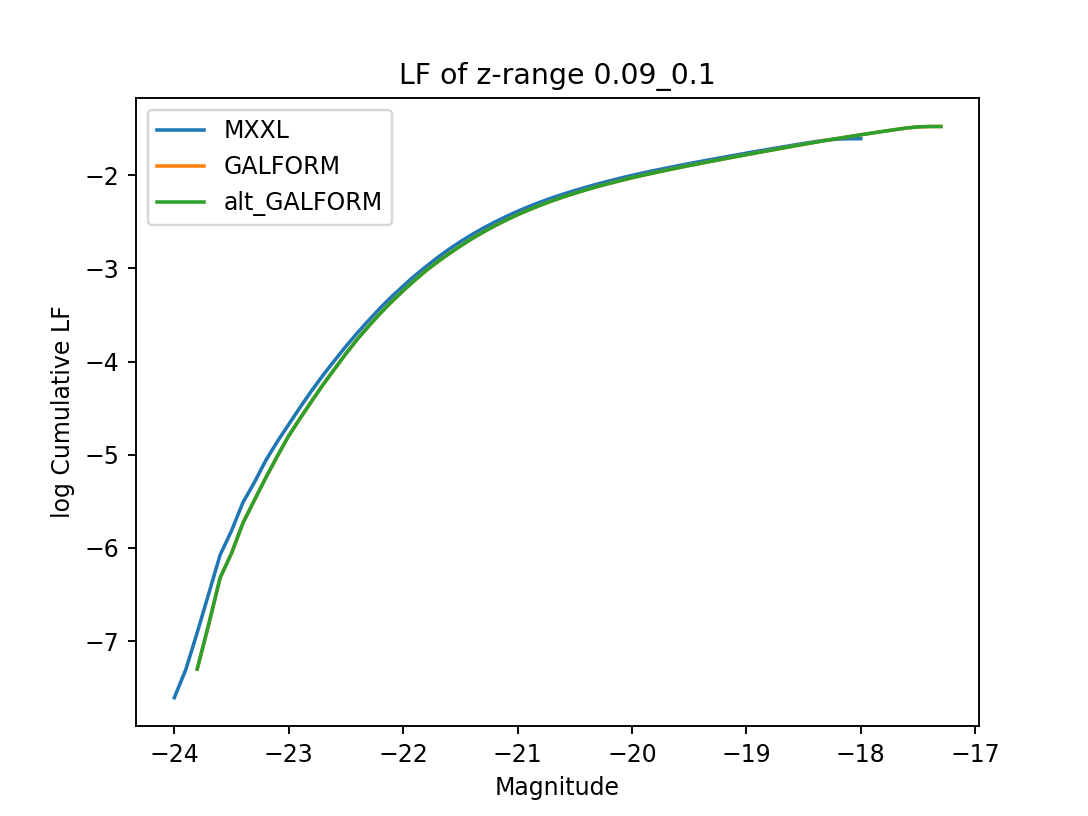 LF of z-range 0.09_0.1
MXXL
GALFORM
alt_GALFORM
−2
−3
−4
−5
−6
−7
log Cumulative LF
−24 −23 −22 −21 −20 −19 −18 −17
Magnitude